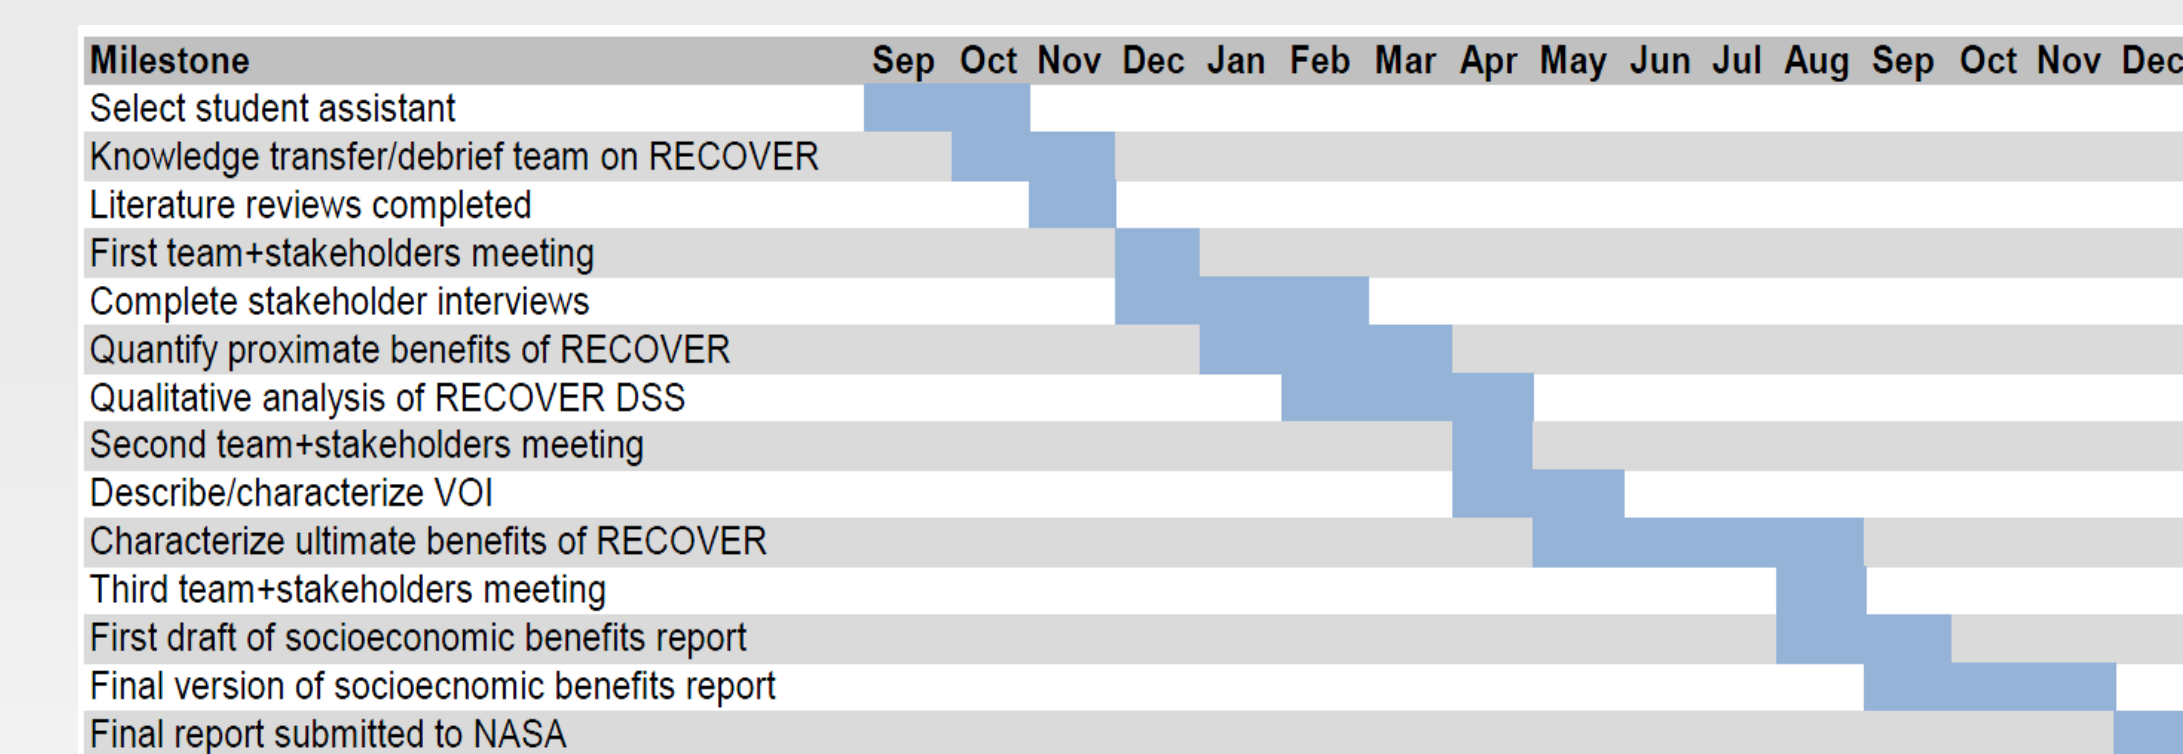 Milestone Sep Oct Nov Dec Jan Feb Mar Apr May Jun Jul Aug Sep Oct Nov Dec
Select student assistant
Knowledge transfer/debrief team on RECOVER
Literature reviews completed
First team+stakeholders meeting
Complete stakeholder interviews
Quantify proximate benefits of RECOVER
Qualitative analysis of RECOVER DSS
Second team+stakeholders meeting
Describe/characterize VOI
Characterize ultimate benefits of RECOVER
Third team+stakeholders meeting
First draft of socioeconomic benefits report
Final version of socioecnomic benefits report
Final report submitted to NASA